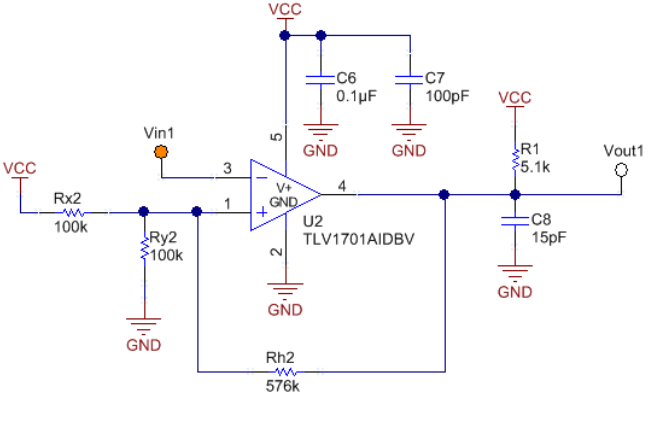 VCC
C6
0.1µF
C7
100pF
GND
GND
VCC
R1
5.1k
Vout1
Vin1
5
3
V+
GND
4
1
2
U2
TLV1701AIDBV
VCC
Rx2
100k
Ry2
100k
GND
GND
C8
15pF
GND
Rh2
576k